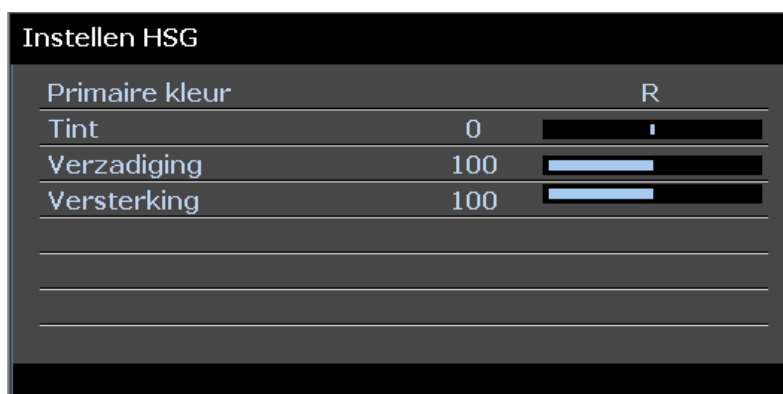 Instellen HSG
Primaire kleur R
Tint 0
Verzadiging 100
Versterking 100